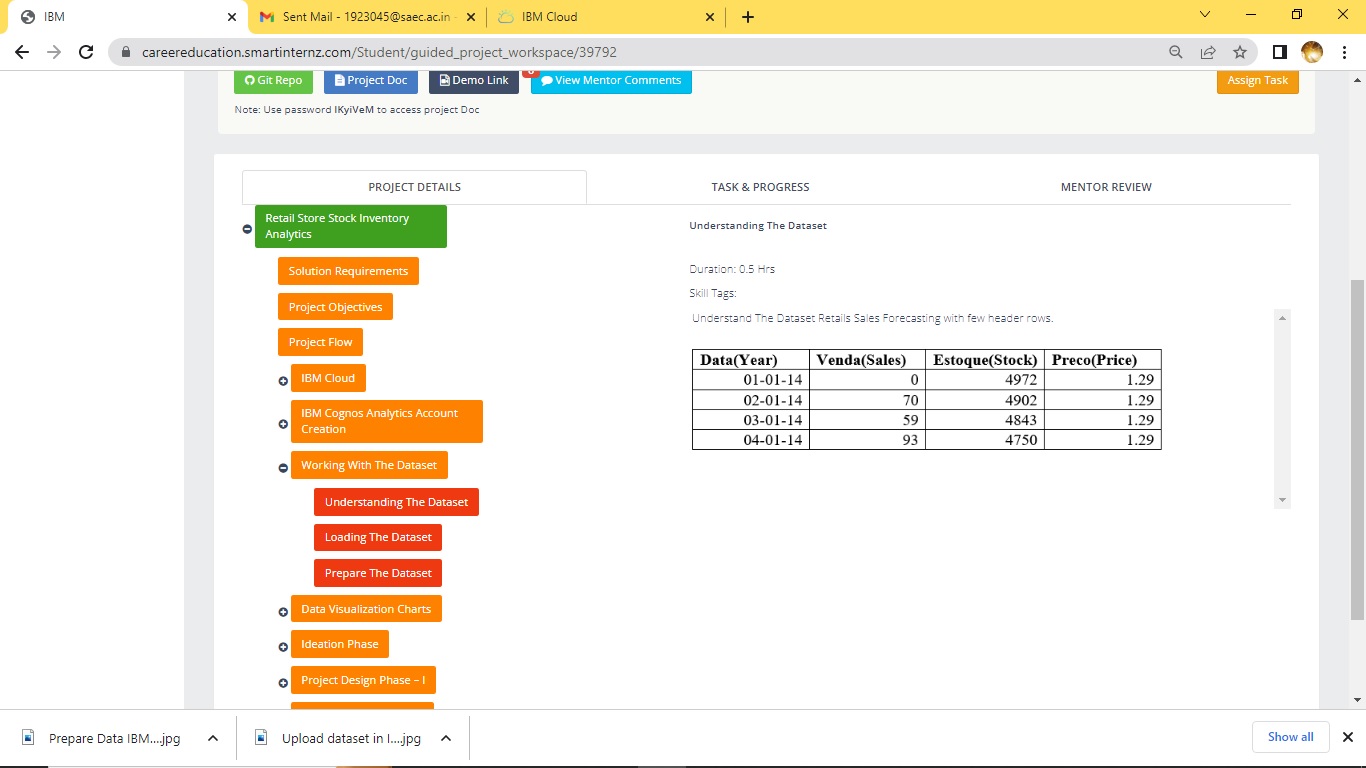 IBM
Sent Mail - 1923045@saec.ac.in -
IBM Cloud
careereducation.smartinternz.com/Student/guided_project_workspace/39792
Git Repo
Project Doc
Demo Link
View Mentor Comments
Assign Task
Note: Use password IKyiVeM to access project Doc
PROJECT DETAILS
TASK & PROGRESS
MENTOR REVIEW
Retail Store Stock Inventory
Analytics
Solution Requirements
Project Objectives
Project Flow
IBM Cloud
IBM Cognos Analytics Account
Creation
Working With The Dataset
Understanding The Dataset
Loading The Dataset
Prepare The Dataset
Data Visualization Charts
Ideation Phase
Project Design Phase – I
Understanding The Dataset
Duration: 0.5 Hrs
Skill Tags:
Understand The Dataset Retails Sales Forecasting with few header rows.
Data(Year) Venda(Sales) Estoque(Stock) Preco(Price)
01-01-14 0 4972 1.29
02-01-14 70 4902 1.29
03-01-14 59 4843 1.29
04-01-14 93 4750 1.29
Prepare Data IBM....jpg
Upload dataset in I....jpg
Show all